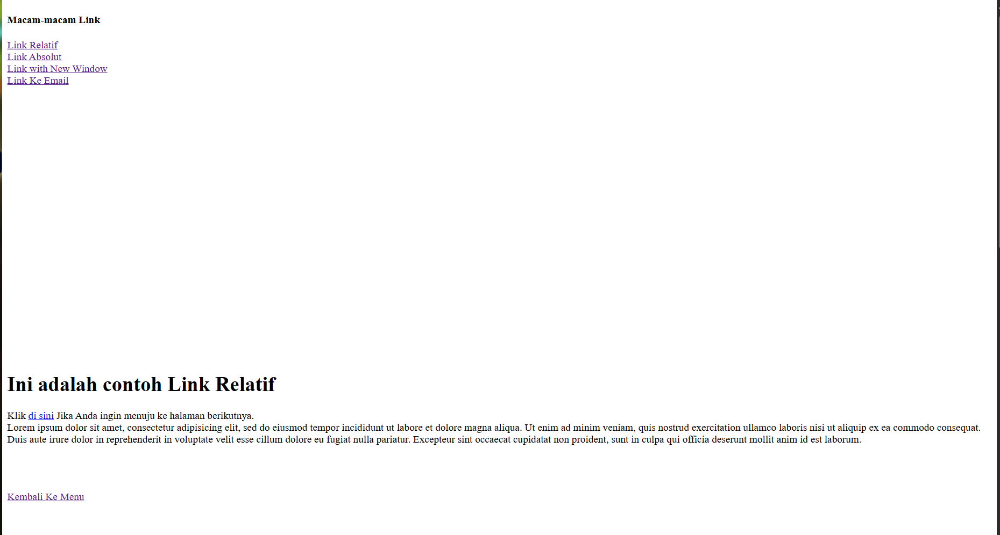 Macam-macam Link
Link Relatif
Link Absolut
Link with New Window
Link Ke Email
Ini adalah contoh Link Relatif
Klik di sini Jika Anda ingin menuju ke halaman berikutnya.
Lorem ipsum dolor sit amet, consectetur adipisicing elit, sed do eiusmod tempor incididunt ut labore et dolore magna aliqua. Ut enim ad minim veniam, quis nostrud exercitation ullamco laboris nisi ut aliquip ex ea commodo consequat.
Duis aute irure dolor in reprehenderit in voluptate velit esse cillum dolore eu fugiat nulla pariatur. Excepteur sint occaecat cupidatat non proident, sunt in culpa qui officia deserunt mollit anim id est laborum.
Kembali Ke Menu